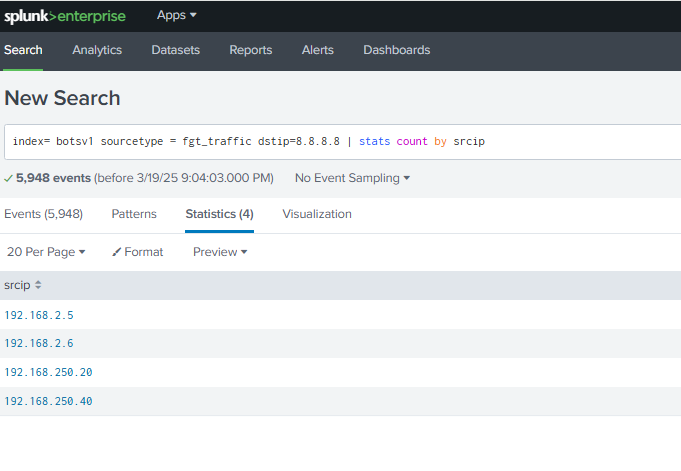 splunk>enterprise Apps ▾
Search Analytics Datasets Reports Alerts Dashboards
New Search
index= botsv1 sourcetype = fgt_traffic dstip=8.8.8.8 | stats count by srcip
✓ 5,948 events (before 3/19/25 9:04:03.000 PM) No Event Sampling ▾
Events (5,948) Patterns Statistics (4) Visualization
20 Per Page ▾ Format Preview ▾
srcip
192.168.2.5
192.168.2.6
192.168.250.20
192.168.250.40